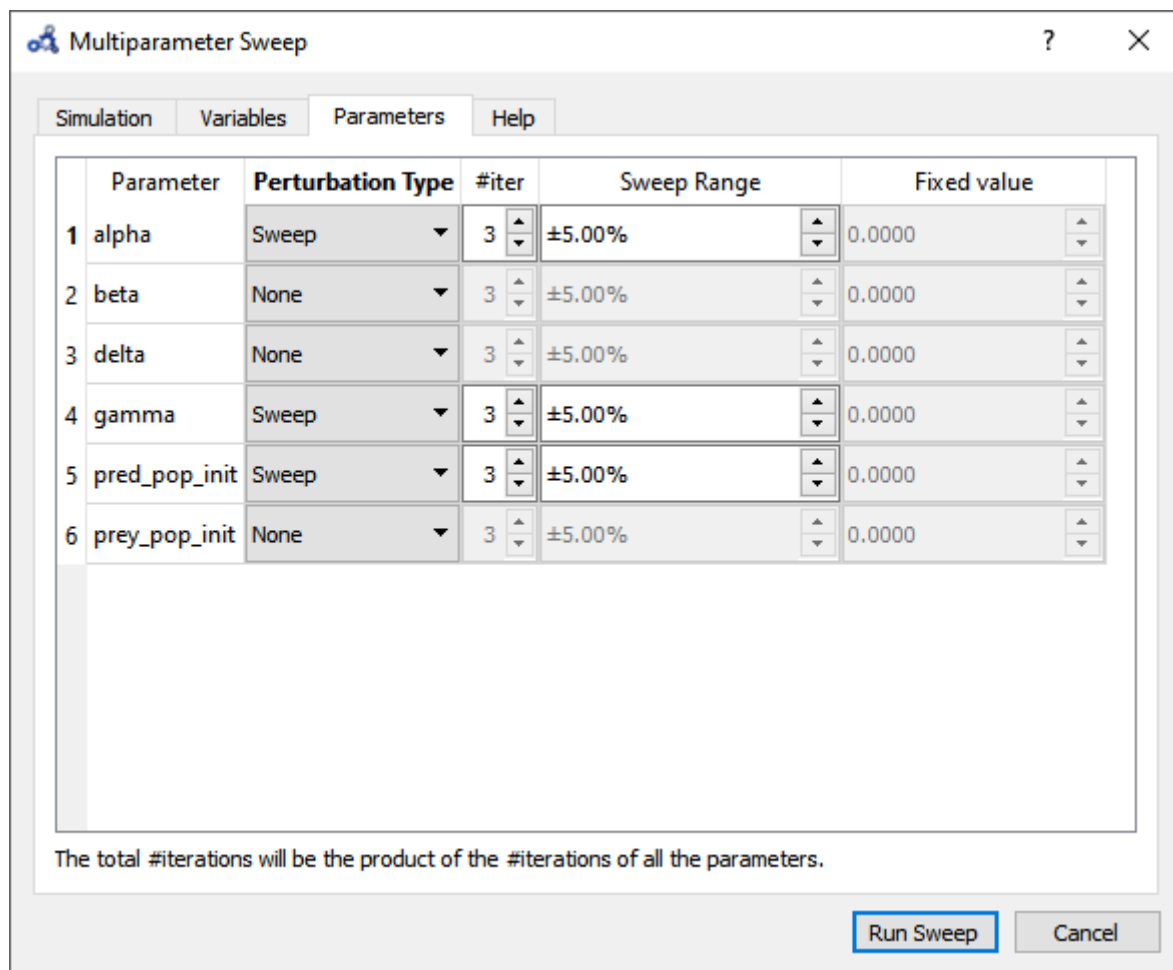 Multiparameter Sweep ?
Simulation Variables Parameters Help
Parameter Perturbation Type #iter Sweep Range Fixed value
1 alpha Sweep 3 ±5.00% 0.0000
2 beta None 3 ±5.00% 0.0000
3 delta None 3 ±5.00% 0.0000
4 gamma Sweep 3 ±5.00% 0.0000
5 pred_pop_init Sweep 3 ±5.00% 0.0000
6 prey_pop_init None 3 ±5.00% 0.0000
The total #iterations will be the product of the #iterations of all the parameters.
Run Sweep Cancel